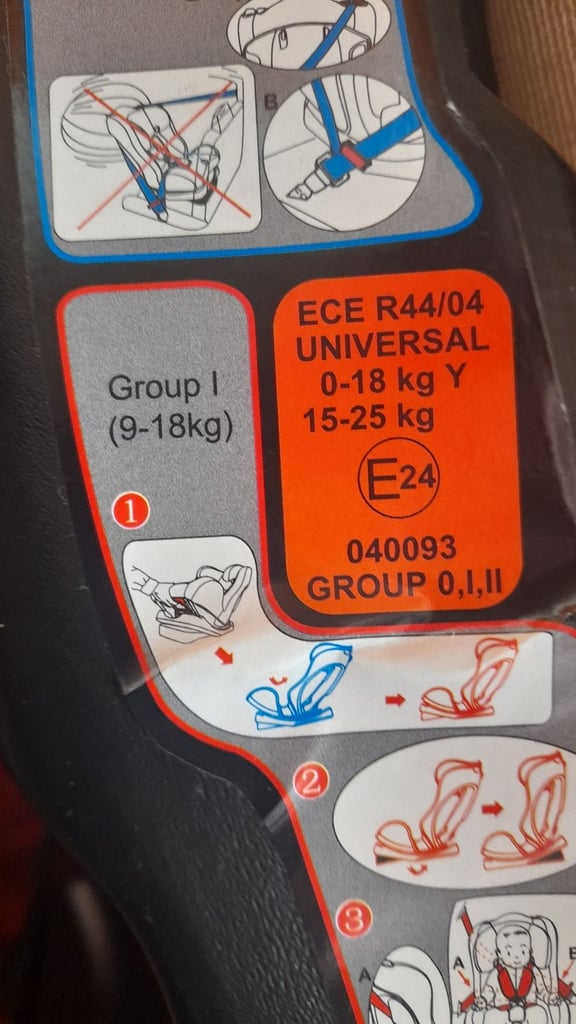 B
ECE R44/04
UNIVERSAL
0-18 kg Y
15-25 kg
E24
040093
GROUP 0,I,II
Group I
(9-18kg)
1
2
3
A
A
B